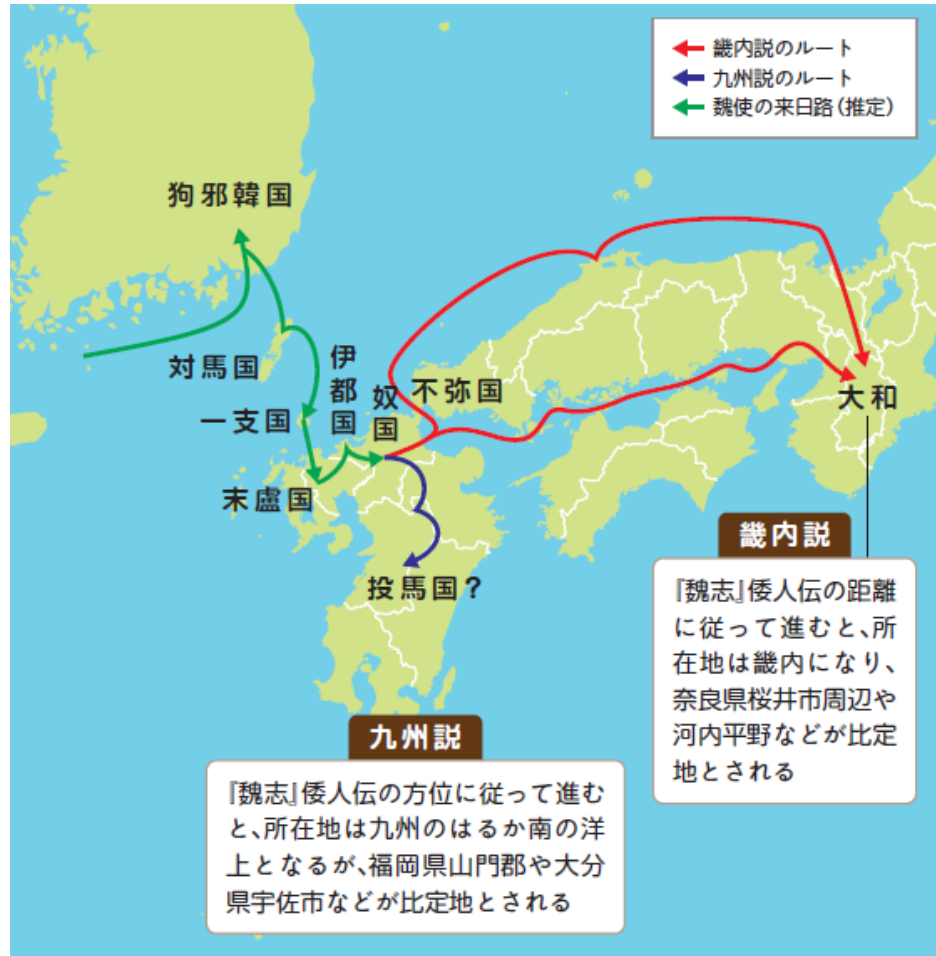 畿内説のルート
九州説のルート
魏使の来日路(推定)
狗邪韓国
対馬国
一支国
末盧国
伊都国
奴国
不弥国
投馬国?
大和
畿内説
『魏志』倭人伝の距離
に従って進むと、所
在地は畿内になり、
奈良県桜井市周辺や
河内平野などが比定
地とされる
九州説
『魏志』倭人伝の方位に従って進む
と、所在地は九州のはるか南の洋
上となるが、福岡県山門郡や大分
県宇佐市などが比定地とされる